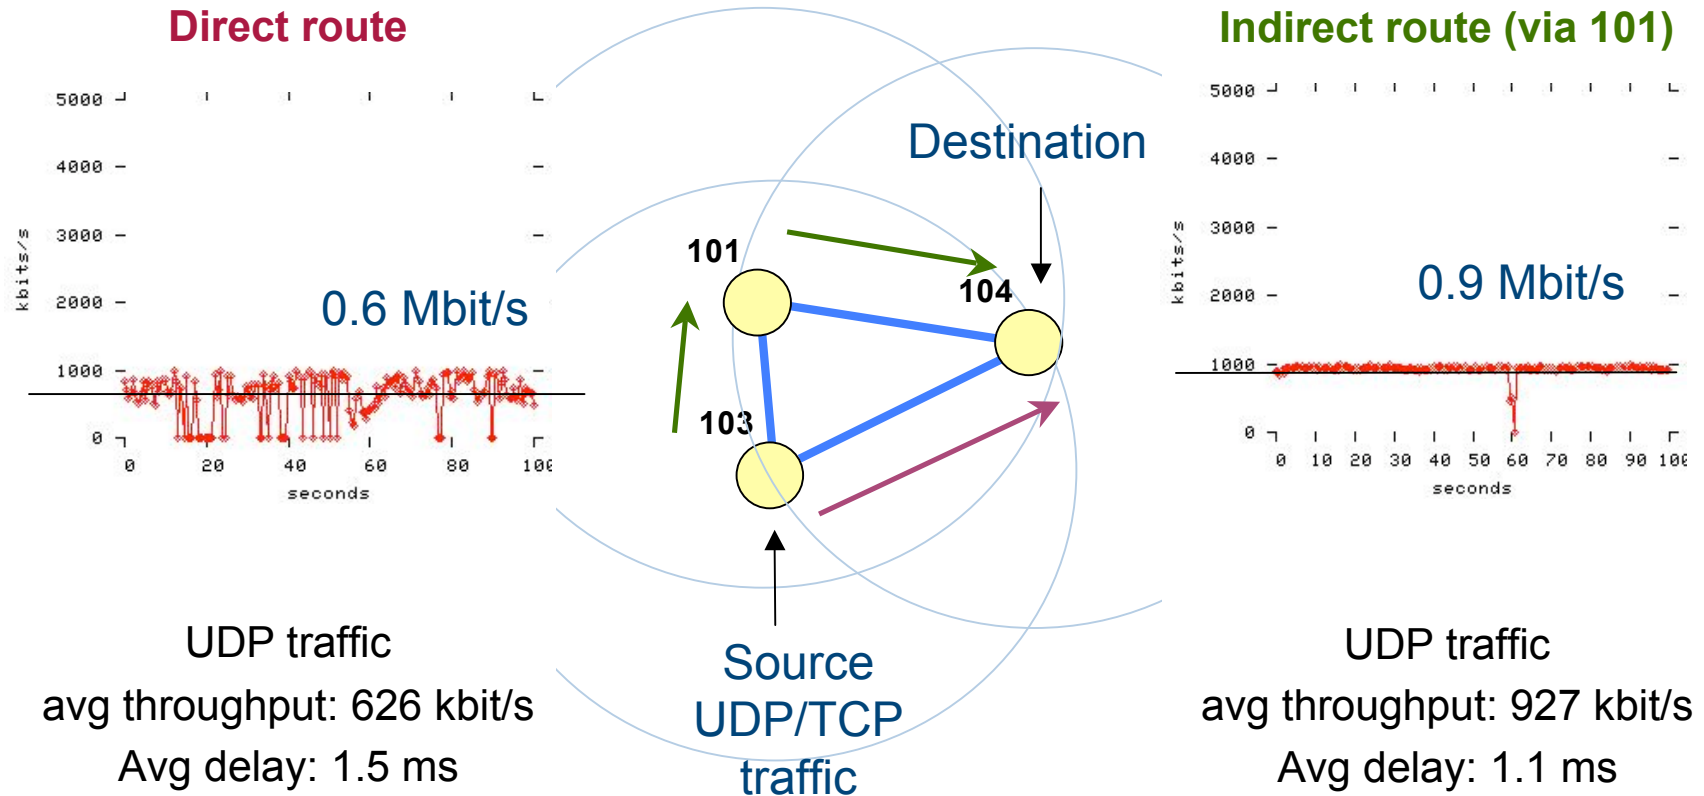 Direct route
5000
4000
3000
2000
1000
0
kbits/s
0.6 Mbit/s
0 20 40 60 80 100
seconds
UDP traffic
avg throughput: 626 kbit/s
Avg delay: 1.5 ms
Destination
101
104
103
Source
UDP/TCP
traffic
Indirect route (via 101)
5000
4000
3000
2000
1000
0
kbits/s
0.9 Mbit/s
0 10 20 30 40 50 60 70 80 90 100
seconds
UDP traffic
avg throughput: 927 kbit/s
Avg delay: 1.1 ms